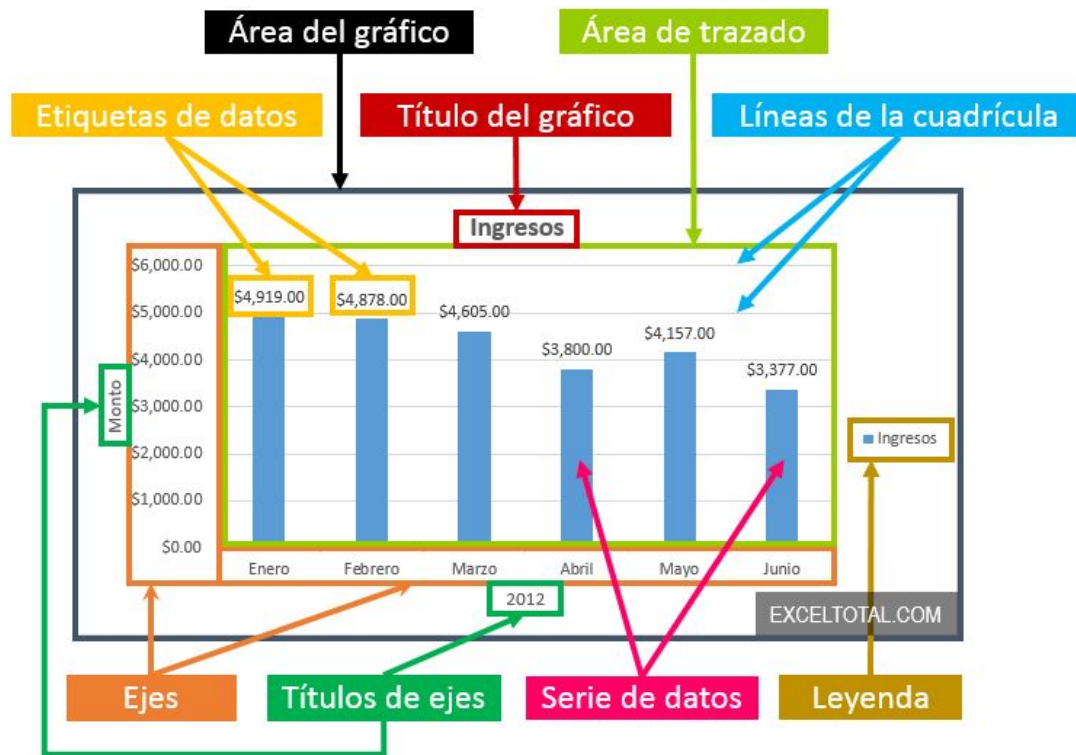 Área del gráfico
Área de trazado
Etiquetas de datos
Título del gráfico
Líneas de la cuadrícula
Ingresos
$6,000.00
$5,000.00
$4,000.00
$3,000.00
$2,000.00
$1,000.00
$0.00
Monto
$4,919.00
$4,878.00
$4,605.00
$3,800.00
$4,157.00
$3,377.00
Ingresos
Enero
Febrero
Marzo
Abril
Mayo
Junio
2012
EXCELTOTAL.COM
Ejes
Títulos de ejes
Serie de datos
Leyenda